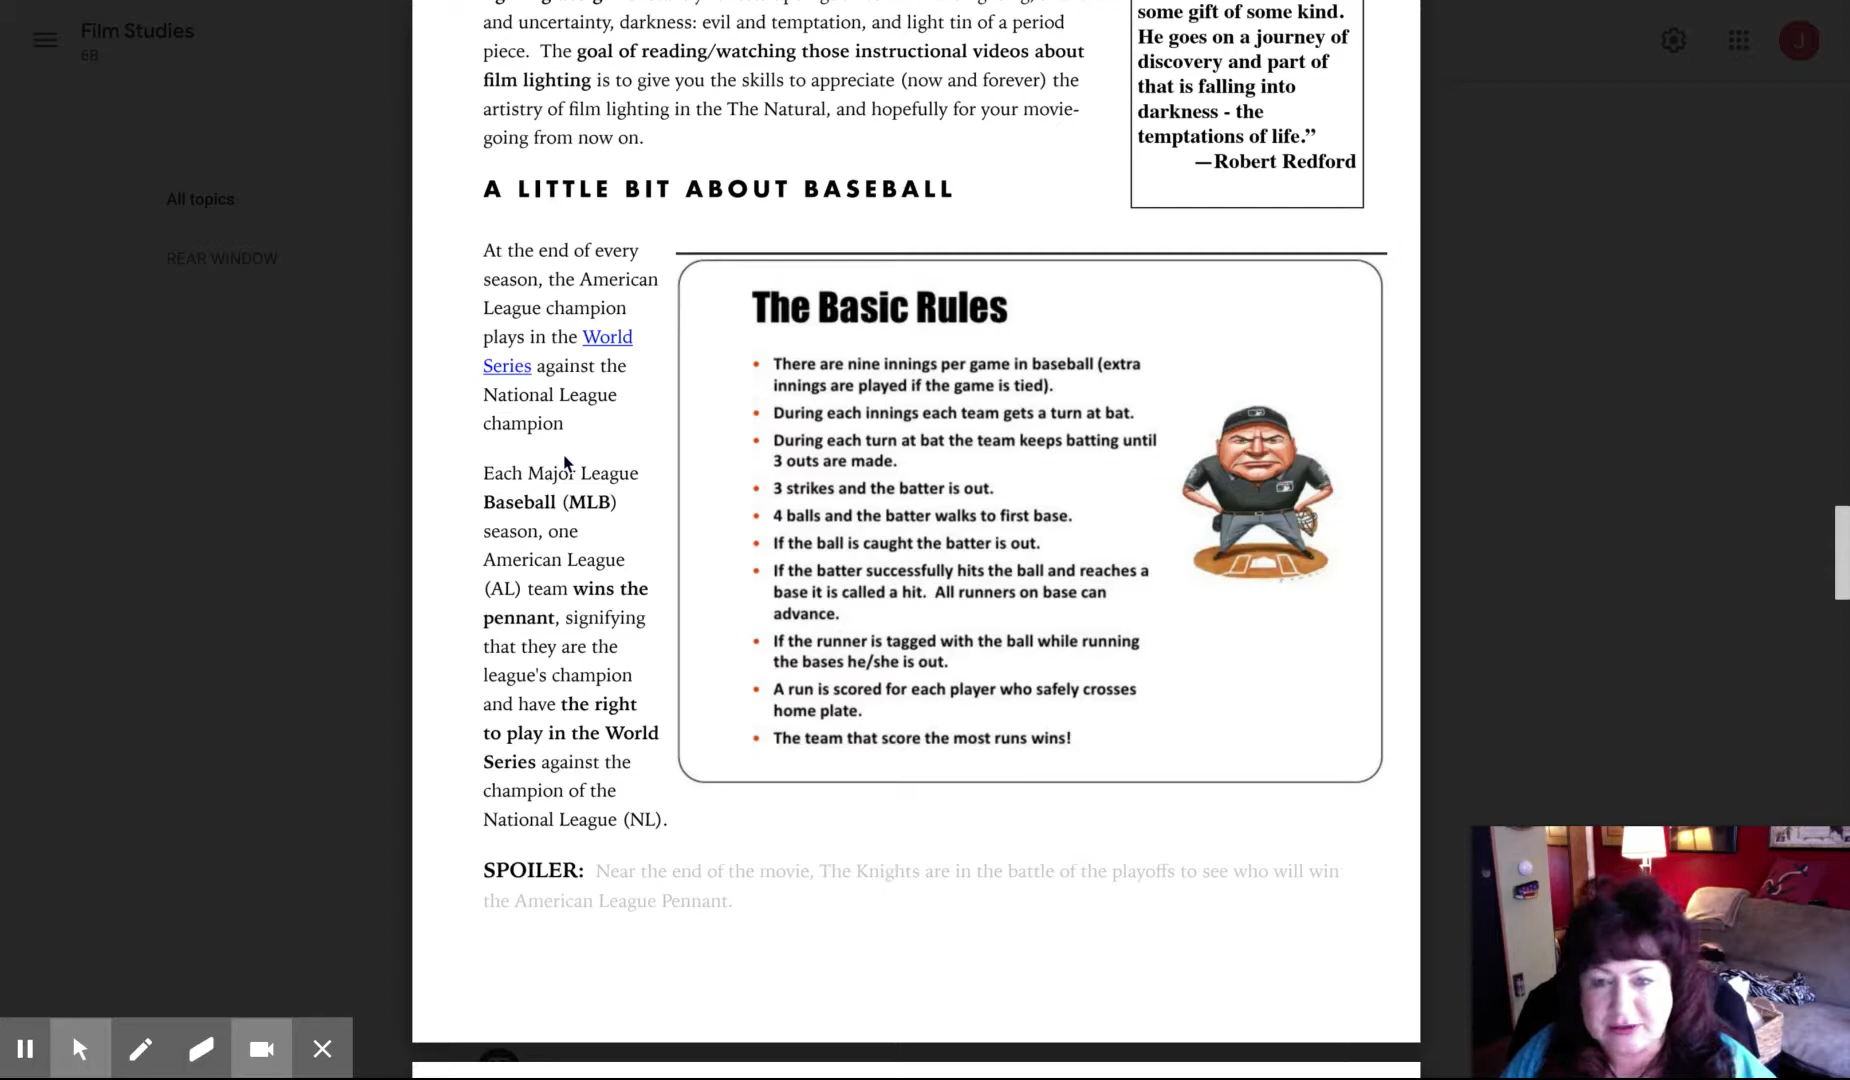 Film Studies
6B
J
All topics
REAR WINDOW
and uncertainty, darkness: evil and temptation, and light tin of a period
piece. The goal of reading/watching those instructional videos about
film lighting is to give you the skills to appreciate (now and forever) the
artistry of film lighting in the The Natural, and hopefully for your movie-
going from now on.
some gift of some kind.
He goes on a journey of
discovery and part of
that is falling into
darkness - the
temptations of life.”
—Robert Redford
A LITTLE BIT ABOUT BASEBALL
At the end of every
season, the American
League champion
plays in the World
Series against the
National League
champion
Each Major League
Baseball (MLB)
season, one
American League
(AL) team wins the
pennant, signifying
that they are the
league's champion
and have the right
to play in the World
Series against the
champion of the
National League (NL).
The Basic Rules
• There are nine innings per game in baseball (extra
innings are played if the game is tied).
• During each innings each team gets a turn at bat.
• During each turn at bat the team keeps batting until
3 outs are made.
• 3 strikes and the batter is out.
• 4 balls and the batter walks to first base.
• If the ball is caught the batter is out.
• If the batter successfully hits the ball and reaches a
base it is called a hit. All runners on base can
advance.
• If the runner is tagged with the ball while running
the bases he/she is out.
• A run is scored for each player who safely crosses
home plate.
• The team that score the most runs wins!
SPOILER: Near the end of the movie, The Knights are in the battle of the playoffs to see who will win
the American League Pennant.